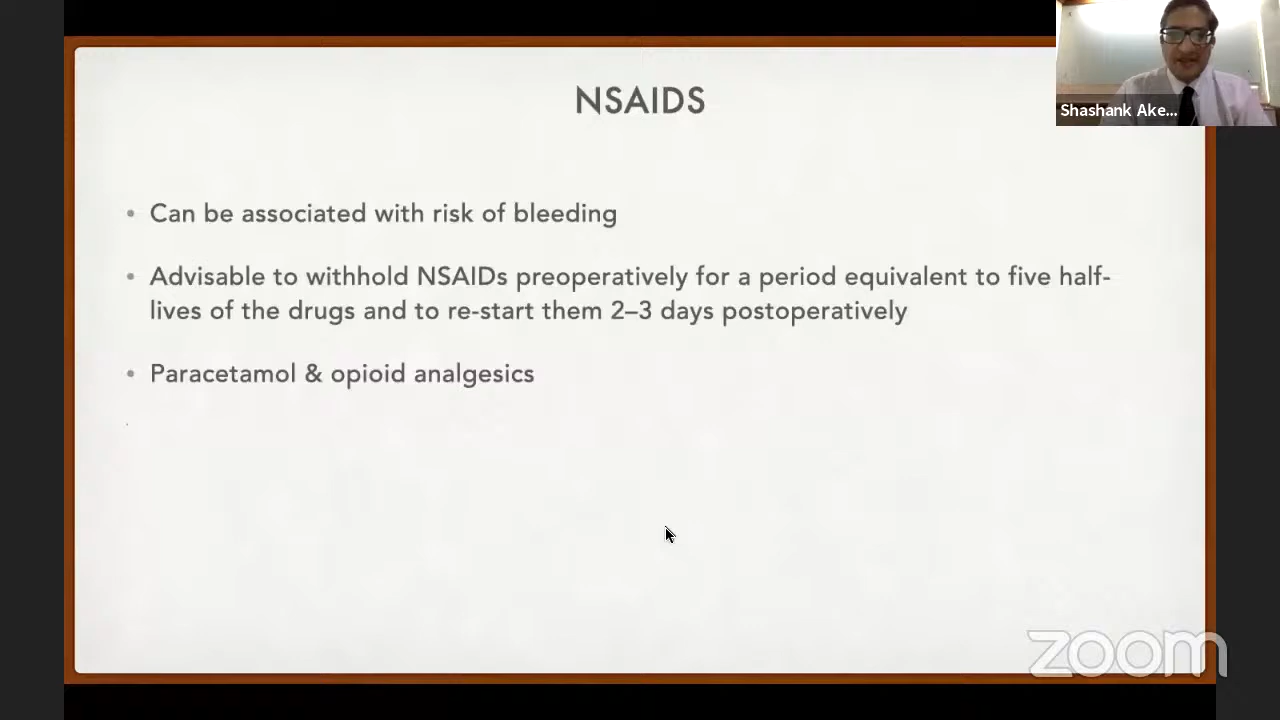 NSAIDS
Shashank Ake...
• Can be associated with risk of bleeding
• Advisable to withhold NSAIDs preoperatively for a period equivalent to five half-
lives of the drugs and to re-start them 2–3 days postoperatively
• Paracetamol & opioid analgesics
zoom